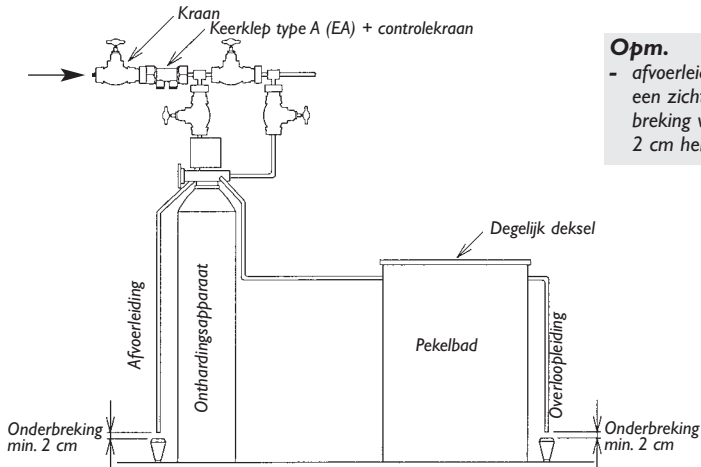 Kraan
Keerklep type A (EA) + controlekraan
Opm.
- afvoerlei
een zicht
breking v
2 cm he
Degelijk deksel
Afvoerleiding
Onthardingsapparaat
Pekelbad
Overloopleiding
Onderbreking
min. 2 cm
Onderbreking
min. 2 cm